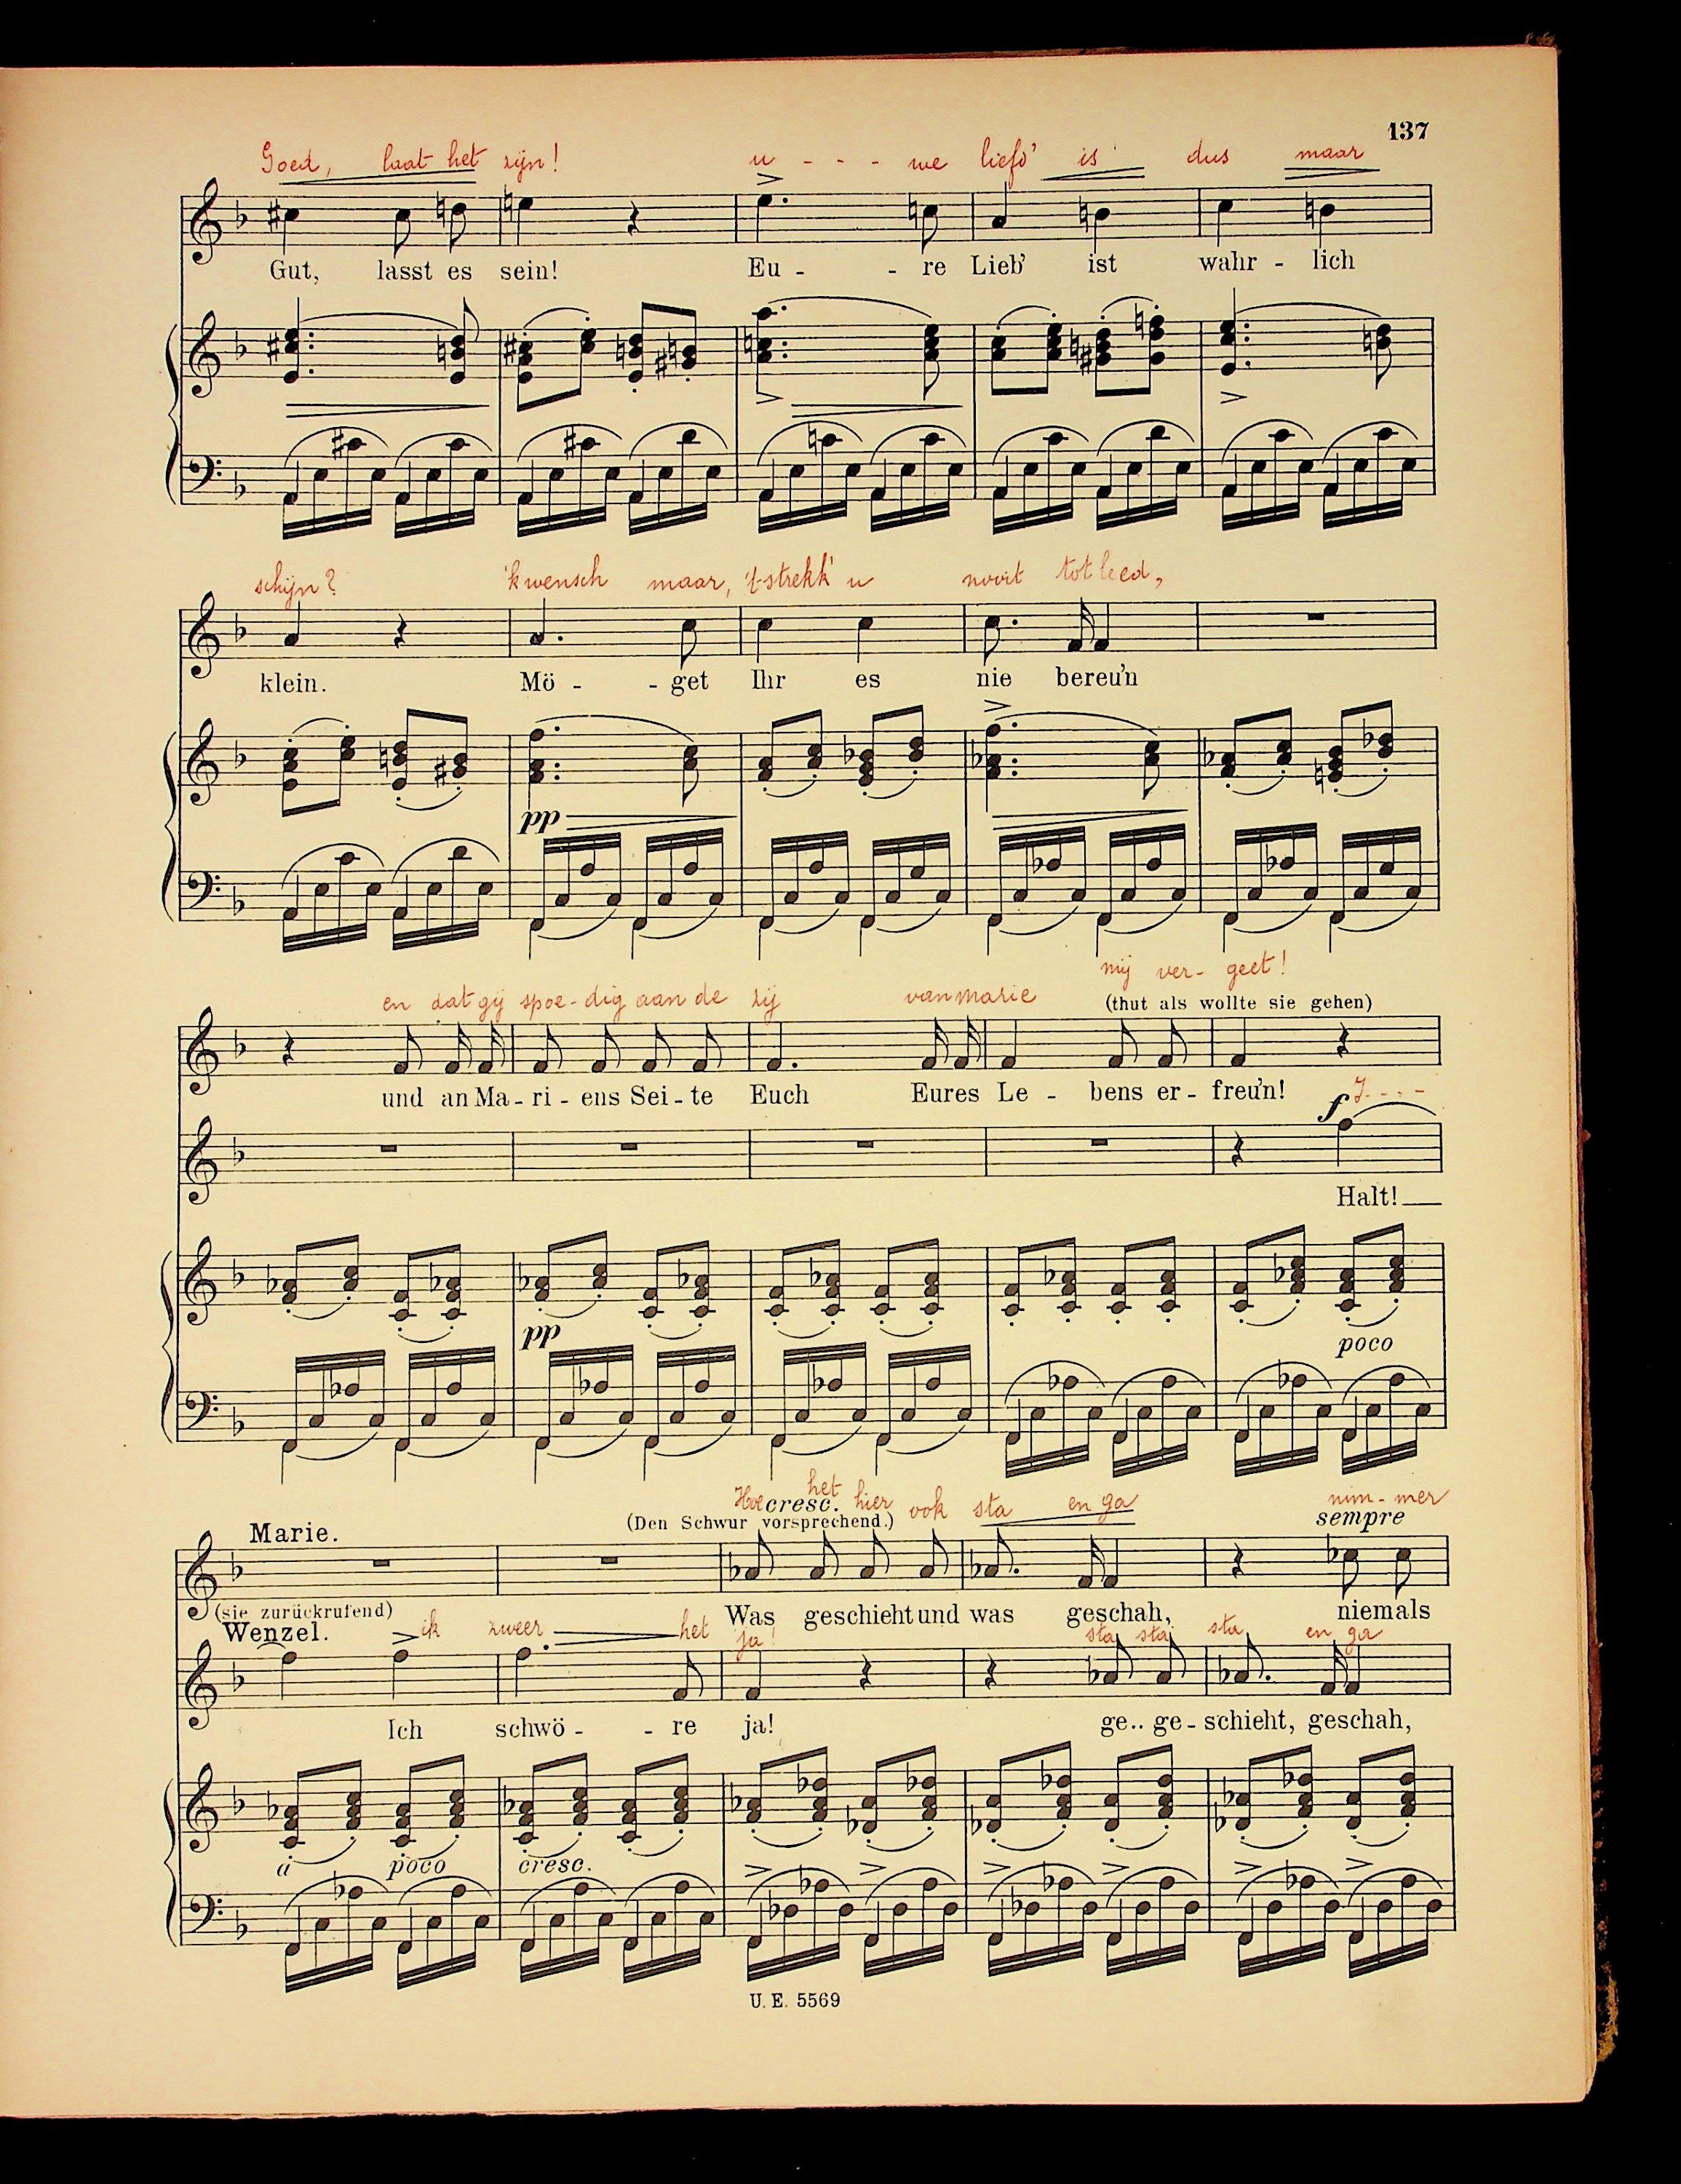 137
Goed, laat het zijn! u - - - we liefd' is dus maar
Gut, lasst es sein! Eu - - re Lieb' ist wahr - lich
schijn? 'k wensch maar, 't strekk' u nooit tot leed,
klein. Mö - - get Ihr es nie bereu'n
pp
mij ver- geet!
en dat gij spoe-dig aan de zij van Marie
(thut als wollte sie gehen)
und an Ma - ri - ens Sei - te Euch Eures Le - bens er - freu'n!
f J - - - -
Halt!
pp poco
Hoe het hier ook sta en ga nim-mer
cresc. sempre
Marie. (Den Schwur vorsprechend.)
(sie zurückrufend) Was geschieht und was geschah, niemals
Wenzel. ik zweer het ja! sta sta sta en ga
Ich schwö - - re ja! ge.. ge - schieht, geschah,
a poco cresc.
U. E. 5569